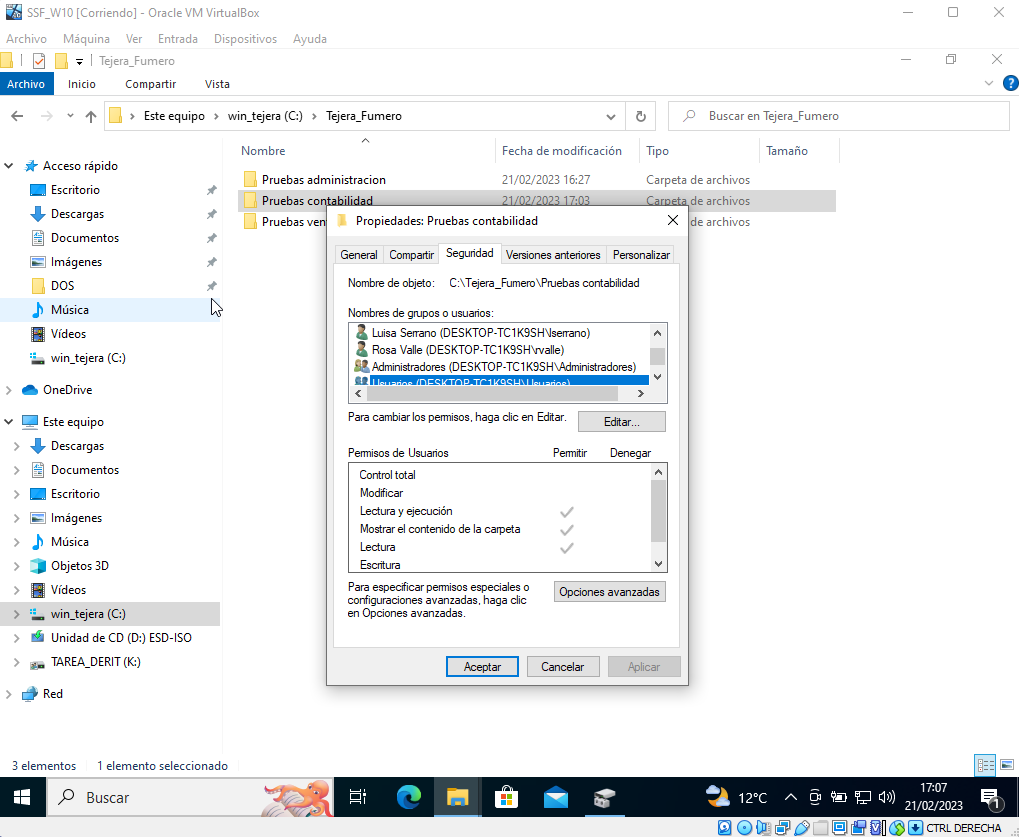 SSF_W10 [Corriendo] - Oracle VM VirtualBox
Archivo Máquina Ver Entrada Dispositivos Ayuda
Tejera_Fumero
Archivo Inicio Compartir Vista
Este equipo > win_tejera (C:) > Tejera_Fumero
Buscar en Tejera_Fumero
Nombre Fecha de modificación Tipo Tamaño
Pruebas administracion 21/02/2023 16:27 Carpeta de archivos
Pruebas contabilidad 21/02/2023 17:03 Carpeta de archivos
Pruebas ven de archivos
Acceso rápido
Escritorio
Descargas
Documentos
Imágenes
DOS
Música
Vídeos
win_tejera (C:)
OneDrive
Este equipo
Descargas
Documentos
Escritorio
Imágenes
Música
Objetos 3D
Vídeos
win_tejera (C:)
Unidad de CD (D:) ESD-ISO
TAREA_DERIT (K:)
Red
Propiedades: Pruebas contabilidad
General Compartir Seguridad Versiones anteriores Personalizar
Nombre de objeto: C:\Tejera_Fumero\Pruebas contabilidad
Nombres de grupos o usuarios:
Luisa Serrano (DESKTOP-TC1K9SH\lserrano)
Rosa Valle (DESKTOP-TC1K9SH\rvalle)
Administradores (DESKTOP-TC1K9SH\Administradores)
Usuarios (DESKTOP-TC1K9SH\Usuarios)
Para cambiar los permisos, haga clic en Editar.
Editar...
Permisos de Usuarios Permitir Denegar
Control total
Modificar
Lectura y ejecución
Mostrar el contenido de la carpeta
Lectura
Escritura
Para especificar permisos especiales o
configuraciones avanzadas, haga clic
en Opciones avanzadas.
Opciones avanzadas
Aceptar Cancelar Aplicar
3 elementos 1 elemento seleccionado
Buscar
12°C
17:07
21/02/2023
1
CTRL DERECHA